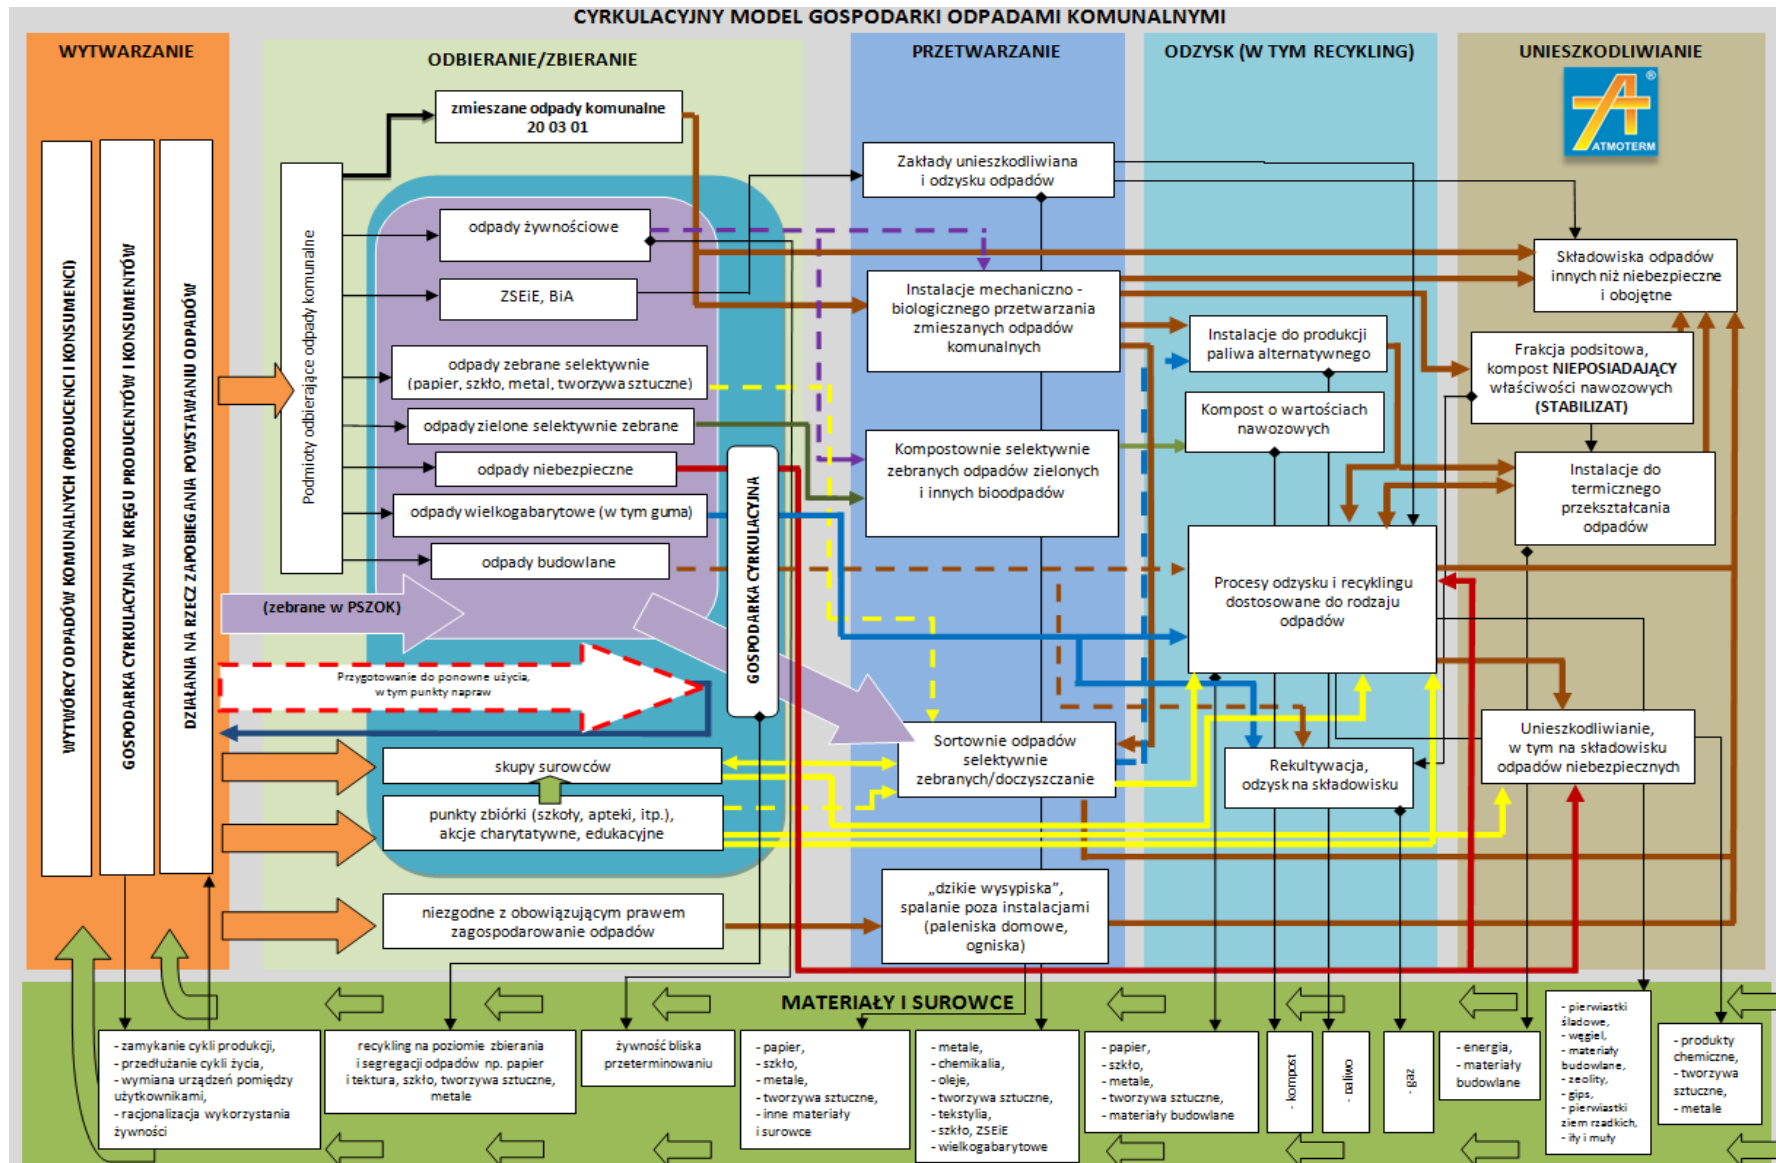 CYRKULACYJNY MODEL GOSPODARKI ODPADAMI KOMUNALNYMI
WYTWARZANIE
WYTWÓRCY ODPADÓW KOMUNALNYCH (PRODUCENCI I KONSUMENCI)
GOSPODARKA CYRKULACYJNA W KRĘGU PRODUCENTÓW I KONSUMENTÓW
DZIAŁANIA NA RZECZ ZAPOBIEGANIA POWSTAWANIU ODPADÓW
ODBIERANIE/ZBIERANIE
Podmioty odbierające odpady komunalne
zmieszane odpady komunalne
20 03 01
odpady żywnościowe
ZSEiE, BiA
odpady zebrane selektywnie
(papier, szkło, metal, tworzywa sztuczne)
odpady zielone selektywnie zebrane
odpady niebezpieczne
odpady wielkogabarytowe (w tym guma)
odpady budowlane
(zebrane w PSZOK)
GOSPODARKA CYRKULACYJNA
Przygotowanie do ponowne użycia,
w tym punkty napraw
skupy surowców
punkty zbiórki (szkoły, apteki, itp.),
akcje charytatywne, edukacyjne
niezgodne z obowiązującym prawem
zagospodarowanie odpadów
PRZETWARZANIE
Zakłady unieszkodliwiana
i odzysku odpadów
Instalacje mechaniczno -
biologicznego przetwarzania
zmieszanych odpadów
komunalnych
Kompostownie selektywnie
zebranych odpadów zielonych
i innych bioodpadów
Sortownie odpadów
selektywnie
zebranych/doczyszczanie
„dzikie wysypiska”,
spalanie poza instalacjami
(paleniska domowe,
ogniska)
ODZYSK (W TYM RECYKLING)
Instalacje do produkcji
paliwa alternatywnego
Kompost o wartościach
nawozowych
Procesy odzysku i recyklingu
dostosowane do rodzaju
odpadów
Rekultywacja,
odzysk na składowisku
UNIESZKODLIWIANIE
ATMOTERM
®
Składowiska odpadów
innych niż niebezpieczne
i obojętne
Frakcja podsitowa,
kompost NIEPOSIADAJĄCY
właściwości nawozowych
(STABILIZAT)
Instalacje do
termicznego
przekształcania
odpadów
Unieszkodliwianie,
w tym na składowisku
odpadów niebezpiecznych
MATERIAŁY I SUROWCE
- zamykanie cykli produkcji,
- przedłużanie cykli życia,
- wymiana urządzeń pomiędzy
użytkownikami,
- racjonalizacja wykorzystania
żywności
recykling na poziomie zbierania
i segregacji odpadów np. papier
i tektura, szkło, tworzywa sztuczne,
metale
żywność bliska
przeterminowaniu
- papier,
- szkło,
- metale,
- tworzywa sztuczne,
- inne materiały
i surowce
- metale,
- chemikalia,
- oleje,
- tworzywa sztuczne,
- tekstylia,
- szkło, ZSEiE
- wielkogabarytowe
- papier,
- szkło,
- metale,
- tworzywa sztuczne,
- materiały budowlane
- kompost
- paliwo
- gaz
- energia,
- materiały
budowlane
- pierwiastki
śladowe,
- węgiel,
- materiały
budowlane,
- zeolity,
- gips,
- pierwiastki
ziem rzadkich,
- iły i muły
- produkty
chemiczne,
- tworzywa
sztuczne,
- metale